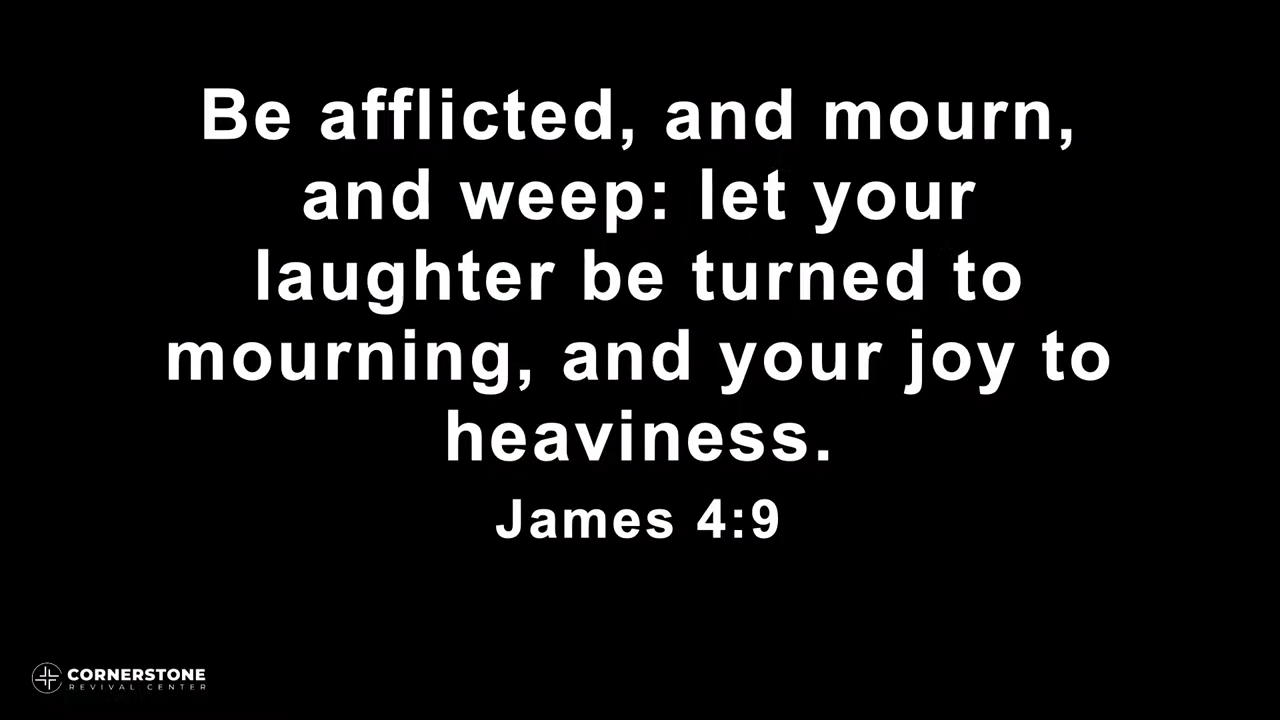 Be afflicted, and mourn,
and weep: let your
laughter be turned to
mourning, and your joy to
heaviness.
James 4:9
CORNERSTONE
REVIVAL CENTER